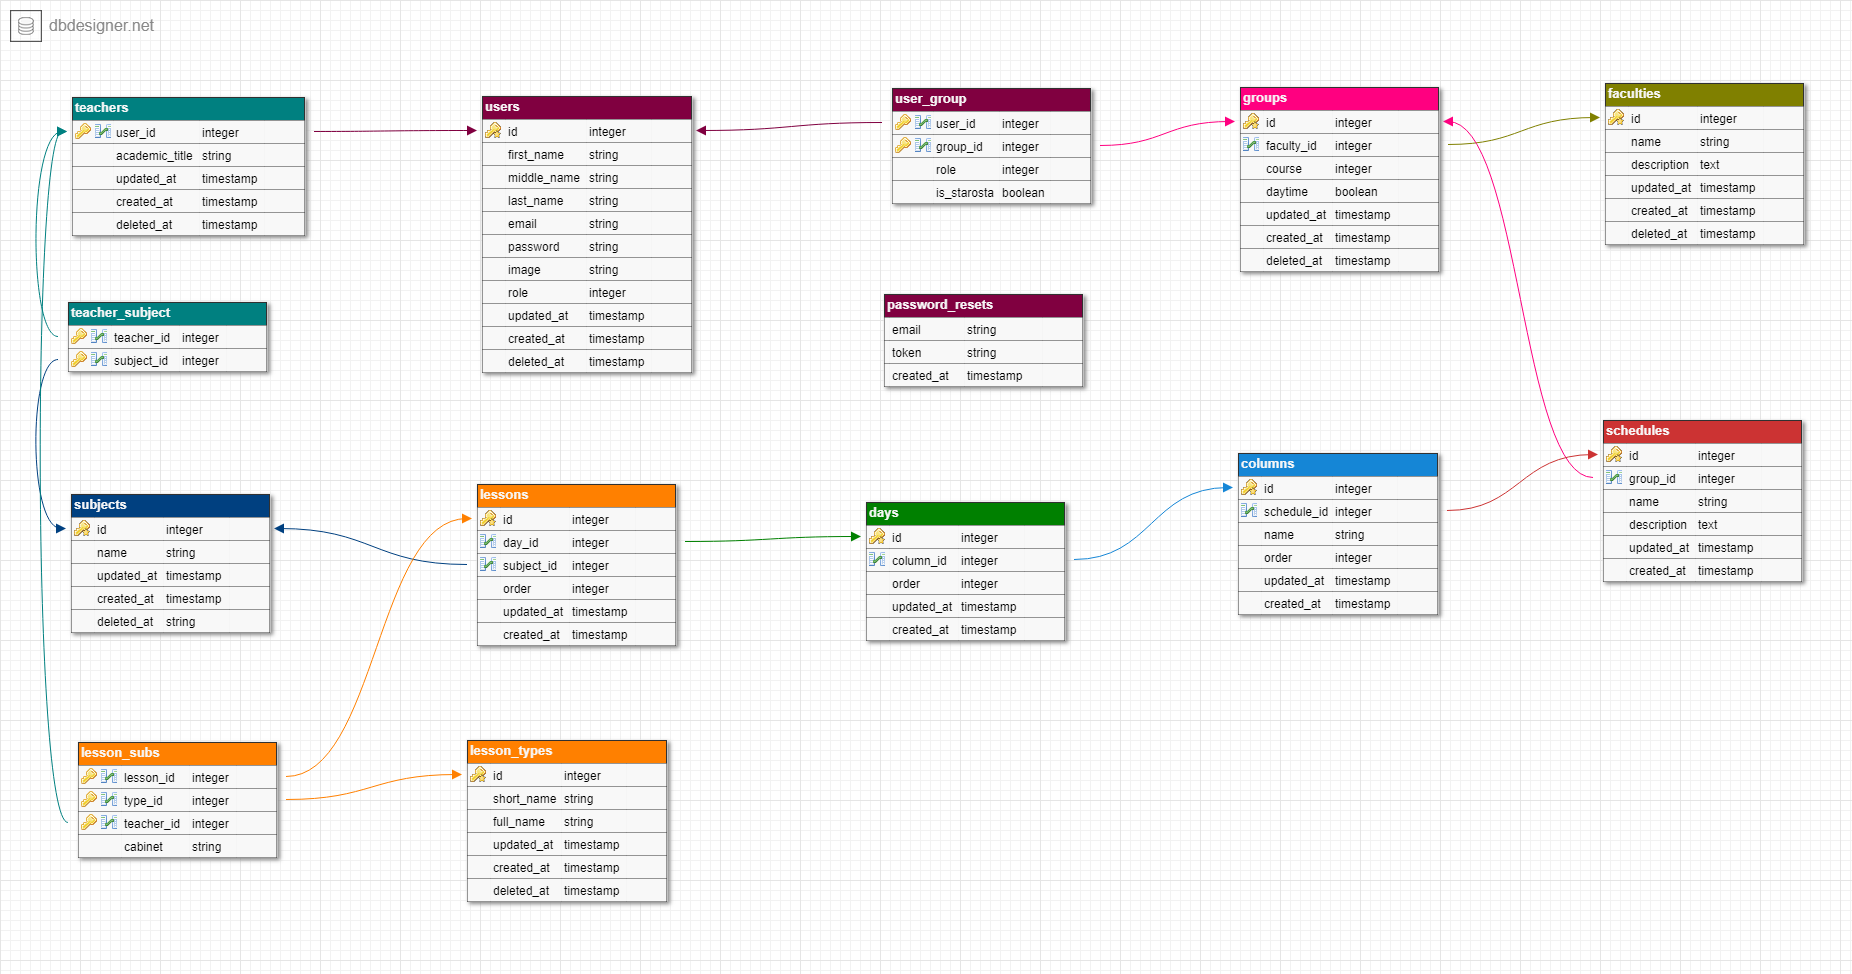 dbdesigner.net
teachers
user_id integer
academic_title string
updated_at timestamp
created_at timestamp
deleted_at timestamp
users
id integer
first_name string
middle_name string
last_name string
email string
password string
image string
role integer
updated_at timestamp
created_at timestamp
deleted_at timestamp
user_group
user_id integer
group_id integer
role integer
is_starosta boolean
groups
id integer
faculty_id integer
course integer
daytime boolean
updated_at timestamp
created_at timestamp
deleted_at timestamp
faculties
id integer
name string
description text
updated_at timestamp
created_at timestamp
deleted_at timestamp
teacher_subject
teacher_id integer
subject_id integer
password_resets
email string
token string
created_at timestamp
subjects
id integer
name string
updated_at timestamp
created_at timestamp
deleted_at string
lessons
id integer
day_id integer
subject_id integer
order integer
updated_at timestamp
created_at timestamp
days
id integer
column_id integer
order integer
updated_at timestamp
created_at timestamp
columns
id integer
schedule_id integer
name string
order integer
updated_at timestamp
created_at timestamp
schedules
id integer
group_id integer
name string
description text
updated_at timestamp
created_at timestamp
lesson_subs
lesson_id integer
type_id integer
teacher_id integer
cabinet string
lesson_types
id integer
short_name string
full_name string
updated_at timestamp
created_at timestamp
deleted_at timestamp